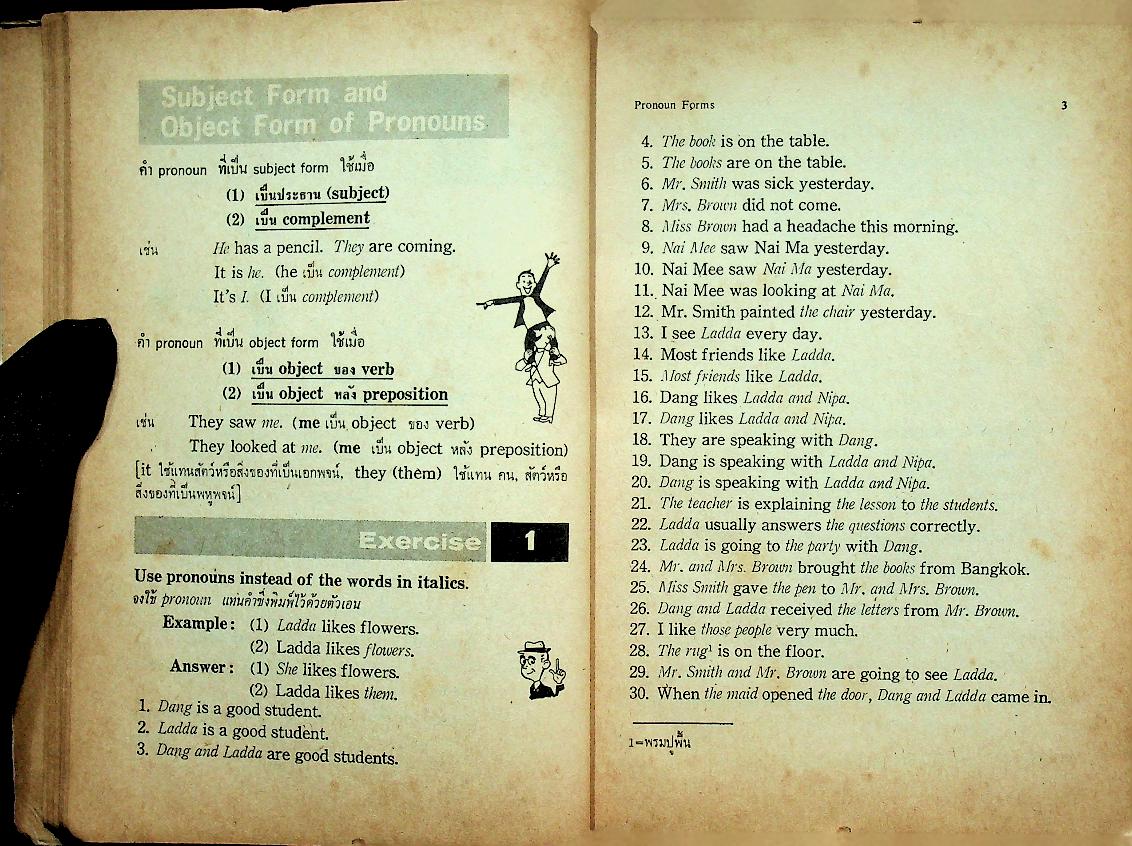 Subject Form and
Object Form of Pronouns
คำ pronoun ที่เป็น subject form ใช้เมื่อ
(1) เป็นประธาน (subject)
(2) เป็น complement
เช่น He has a pencil. They are coming.
It is he. (he เป็น complement)
It's I. (I เป็น complement)
คำ pronoun ที่เป็น object form ใช้เมื่อ
(1) เป็น object ของ verb
(2) เป็น object หลัง preposition
เช่น They saw me. (me เป็น object ของ verb)
They looked at me. (me เป็น object หลัง preposition)
[it ใช้แทนสัตว์หรือสิ่งของที่เป็นเอกพจน์, they (them) ใช้แทน คน, สัตว์หรือ
สิ่งของที่เป็นพหูพจน์]
Exercise 1
Use pronouns instead of the words in italics.
จงใช้ pronoun แทนคำซึ่งพิมพ์ไว้ด้วยตัวเอน
Example: (1) Ladda likes flowers.
(2) Ladda likes flowers.
Answer: (1) She likes flowers.
(2) Ladda likes them.
1. Dang is a good student.
2. Ladda is a good student.
3. Dang and Ladda are good students.
Pronoun Forms 3
4. The book is on the table.
5. The books are on the table.
6. Mr. Smith was sick yesterday.
7. Mrs. Brown did not come.
8. Miss Brown had a headache this morning.
9. Nai Mee saw Nai Ma yesterday.
10. Nai Mee saw Nai Ma yesterday.
11. Nai Mee was looking at Nai Ma.
12. Mr. Smith painted the chair yesterday.
13. I see Ladda every day.
14. Most friends like Ladda.
15. Most friends like Ladda.
16. Dang likes Ladda and Nipa.
17. Dang likes Ladda and Nipa.
18. They are speaking with Dang.
19. Dang is speaking with Ladda and Nipa.
20. Dang is speaking with Ladda and Nipa.
21. The teacher is explaining the lesson to the students.
22. Ladda usually answers the questions correctly.
23. Ladda is going to the party with Dang.
24. Mr. and Mrs. Brown brought the books from Bangkok.
25. Miss Smith gave the pen to Mr. and Mrs. Brown.
26. Dang and Ladda received the letters from Mr. Brown.
27. I like those people very much.
28. The rug¹ is on the floor.
29. Mr. Smith and Mr. Brown are going to see Ladda.
30. When the maid opened the door, Dang and Ladda came in.
1=พรมปูพื้น